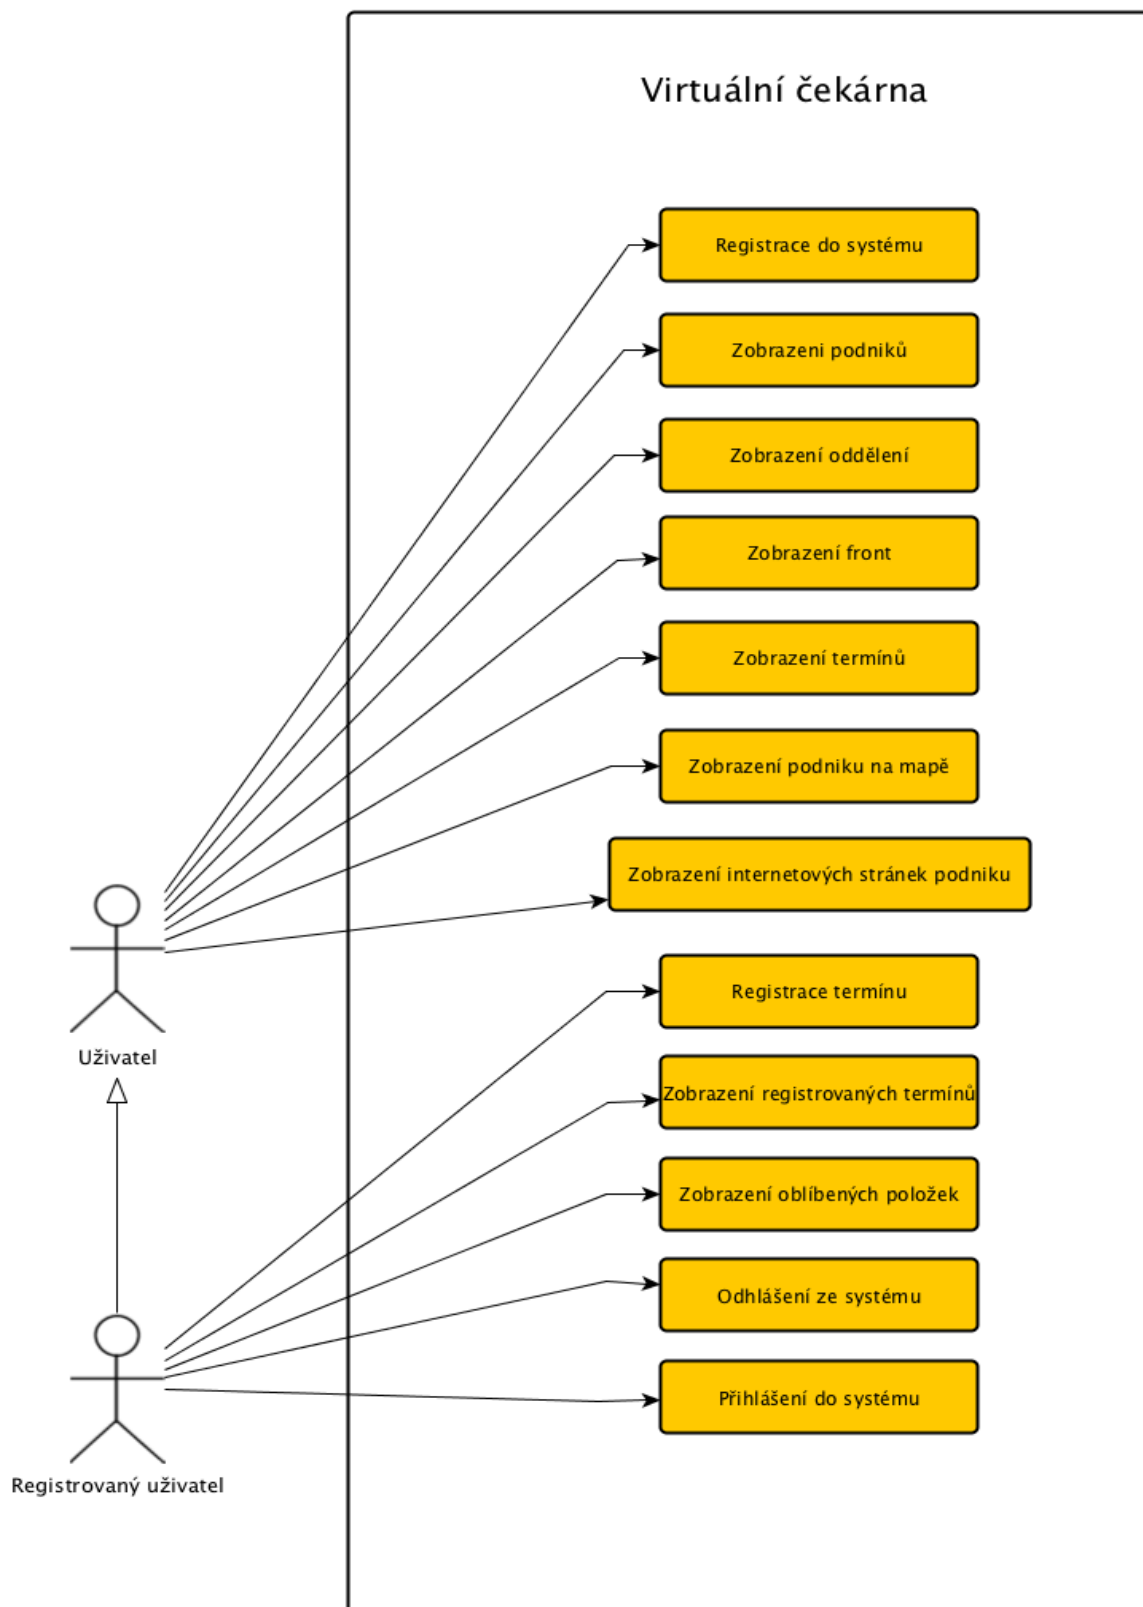 Virtuální čekárna
Registrace do systému
Zobrazeni podniků
Zobrazení oddělení
Zobrazení front
Zobrazení termínů
Zobrazení podniku na mapě
Zobrazení internetových stránek podniku
Uživatel
Registrace termínu
Zobrazení registrovaných termínů
Zobrazení oblíbených položek
Odhlášení ze systému
Přihlášení do systému
Registrovaný uživatel